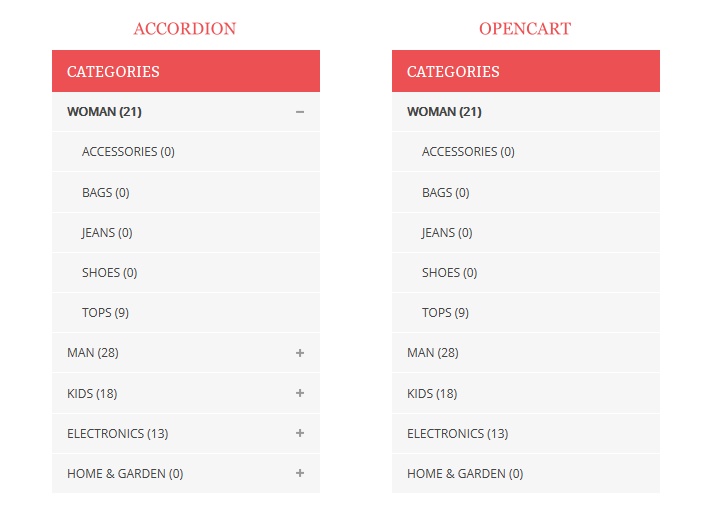 ACCORDION
CATEGORIES
WOMAN (21)
ACCESSORIES (0)
BAGS (0)
JEANS (0)
SHOES (0)
TOPS (9)
MAN (28)
KIDS (18)
ELECTRONICS (13)
HOME & GARDEN (0)
OPENCART
CATEGORIES
WOMAN (21)
ACCESSORIES (0)
BAGS (0)
JEANS (0)
SHOES (0)
TOPS (9)
MAN (28)
KIDS (18)
ELECTRONICS (13)
HOME & GARDEN (0)